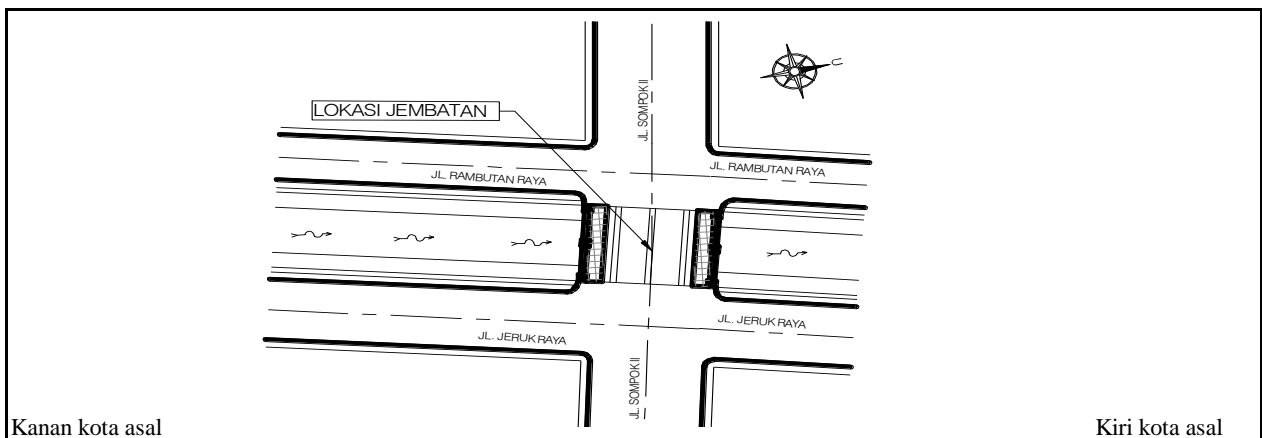 JL. SOMPOK II
U
LOKASI JEMBATAN
JL. RAMBUTAN RAYA
JL. RAMBUTAN RAYA
JL. JERUK RAYA
JL. JERUK RAYA
JL. SOMPOK II
Kanan kota asal
Kiri kota asal